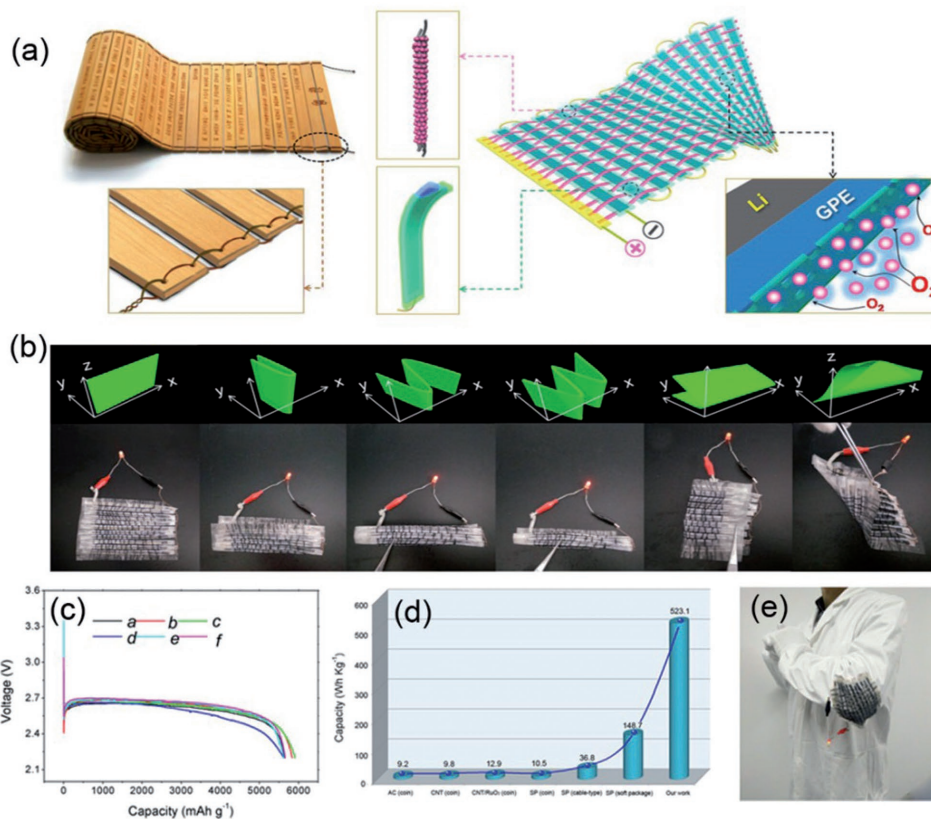 (a)
Li
GPE
O
O₂
O₂
⊖
⊕
(b)
z
y
x
z
y
x
z
y
x
z
y
x
z
y
x
z
y
x
(c)
a b c
d e f
3.6
3.3
3.0
2.7
2.4
2.1
Voltage (V)
0 1000 2000 3000 4000 5000 6000
Capacity (mAh g⁻¹)
(d)
600
500
400
300
200
100
0
Capacity (Wh Kg⁻¹)
9.2 9.8 12.9 10.5 36.8 148.7 523.1
AC (coin) CNT (coin) CNT/RuO₂ (coin) SP (coin) SP (cable-type) SP (soft package) Our work
(e)